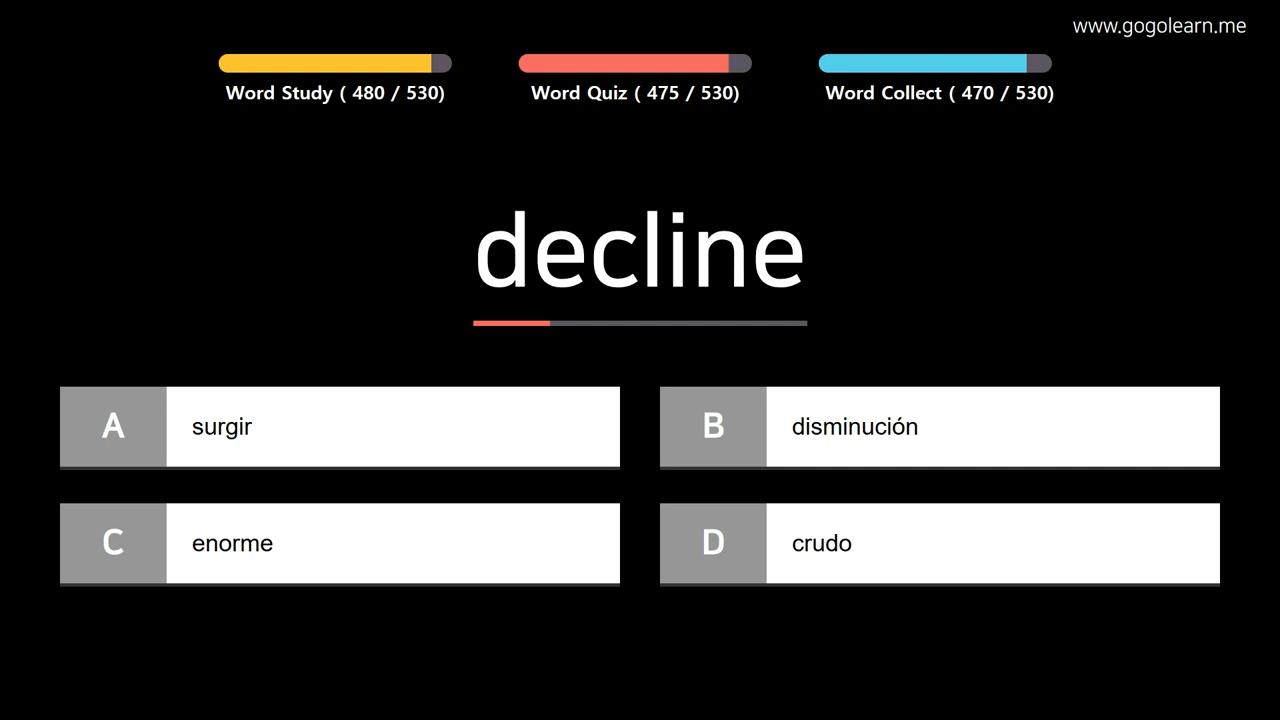 www.gogolearn.me
Word Study ( 480 / 530)
Word Quiz ( 475 / 530)
Word Collect ( 470 / 530)
decline
A surgir
B disminución
C enorme
D crudo